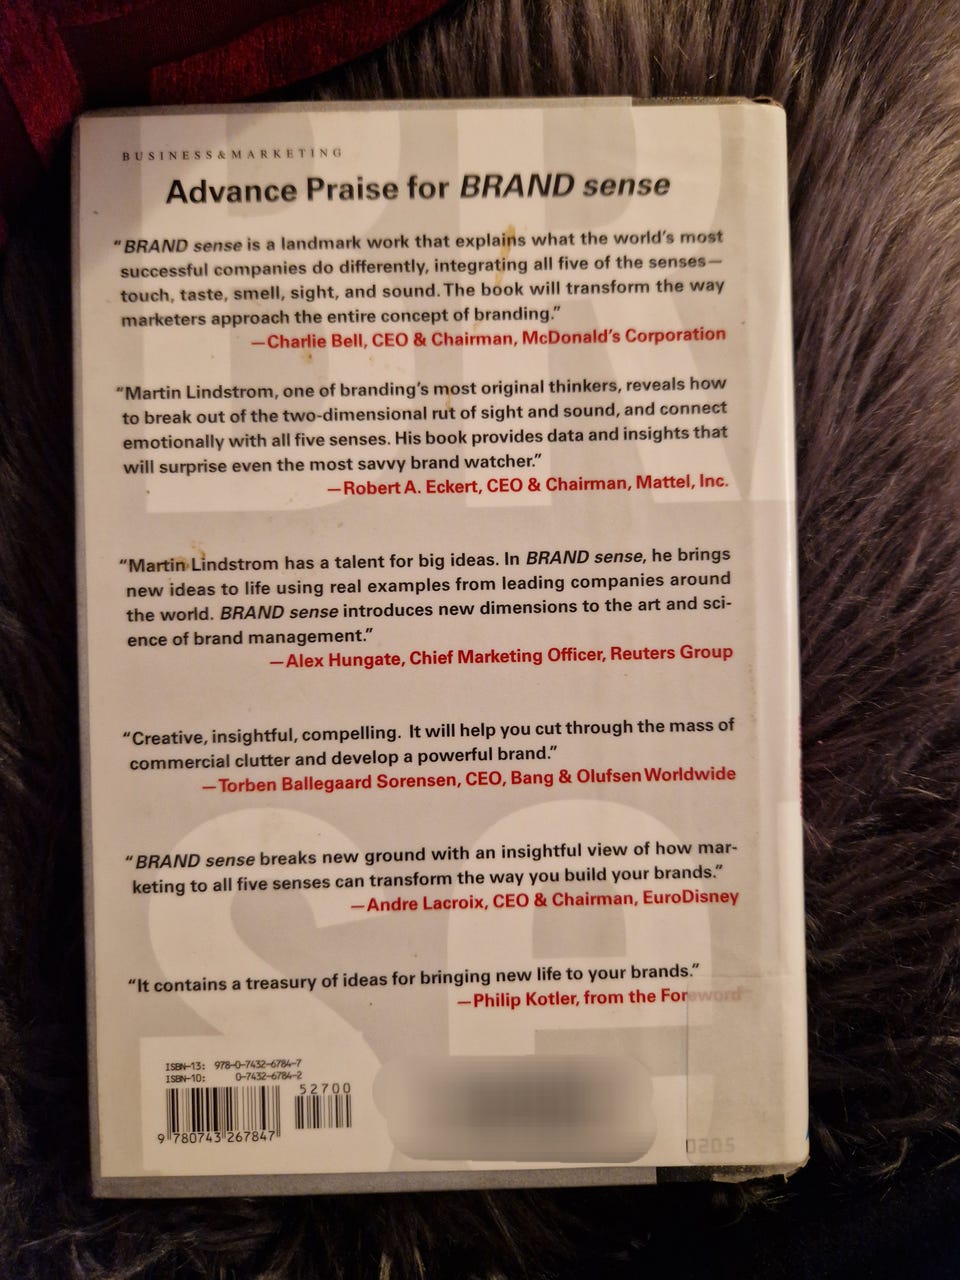 BUSINESS & MARKETING
Advance Praise for BRAND sense
“BRAND sense is a landmark work that explains what the world’s most
successful companies do differently, integrating all five of the senses—
touch, taste, smell, sight, and sound. The book will transform the way
marketers approach the entire concept of branding.”
—Charlie Bell, CEO & Chairman, McDonald’s Corporation
“Martin Lindstrom, one of branding’s most original thinkers, reveals how
to break out of the two-dimensional rut of sight and sound, and connect
emotionally with all five senses. His book provides data and insights that
will surprise even the most savvy brand watcher.”
—Robert A. Eckert, CEO & Chairman, Mattel, Inc.
“Martin Lindstrom has a talent for big ideas. In BRAND sense, he brings
new ideas to life using real examples from leading companies around
the world. BRAND sense introduces new dimensions to the art and sci-
ence of brand management.”
—Alex Hungate, Chief Marketing Officer, Reuters Group
“Creative, insightful, compelling. It will help you cut through the mass of
commercial clutter and develop a powerful brand.”
—Torben Ballegaard Sorensen, CEO, Bang & Olufsen Worldwide
“BRAND sense breaks new ground with an insightful view of how mar-
keting to all five senses can transform the way you build your brands.”
—Andre Lacroix, CEO & Chairman, EuroDisney
“It contains a treasury of ideas for bringing new life to your brands.”
—Philip Kotler, from the Foreword
ISBN-13: 978-0-7432-6784-7
ISBN-10: 0-7432-6784-2
52700
9 780743 267847
0205